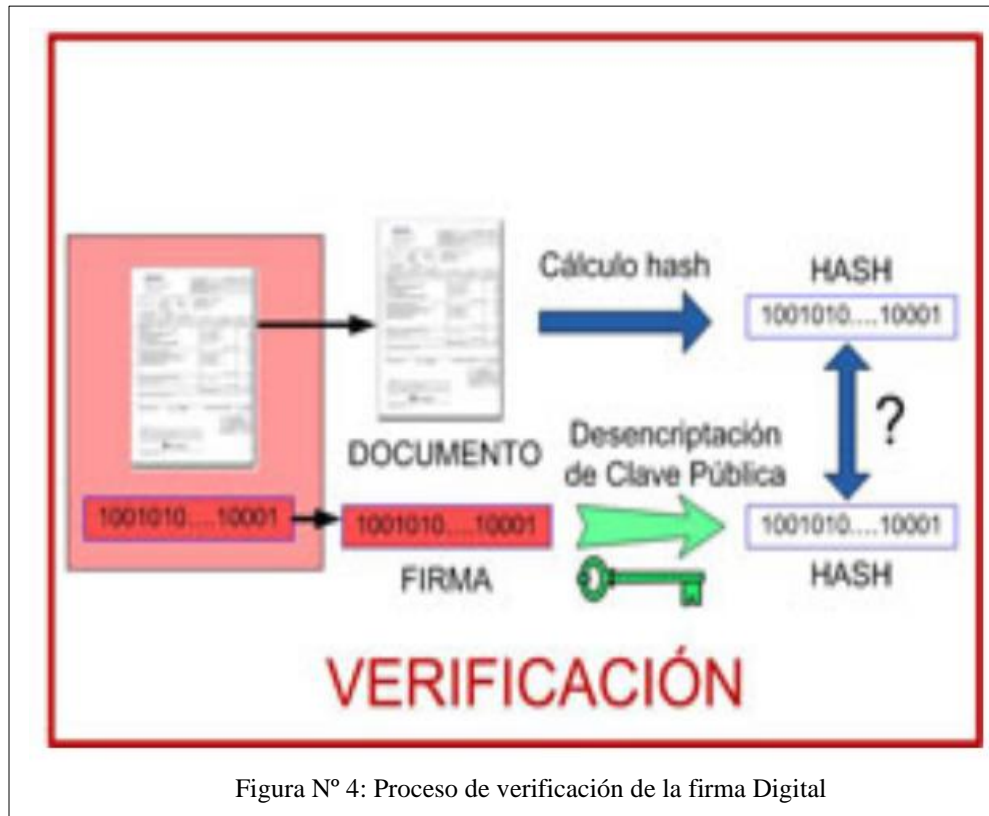 Cálculo hash
HASH
1001010....10001
DOCUMENTO
Desencriptación
de Clave Pública
?
1001010....10001
1001010....10001
1001010....10001
FIRMA
HASH
VERIFICACIÓN
Figura Nº 4: Proceso de verificación de la firma Digital